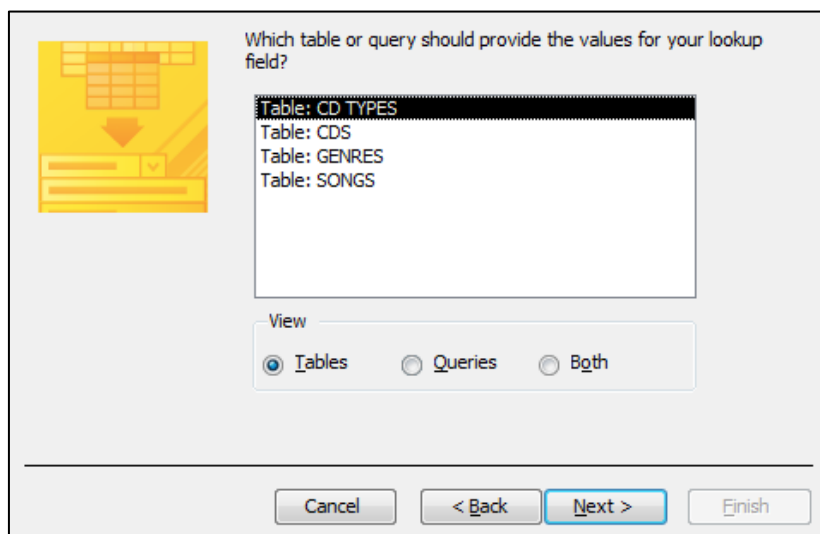 Which table or query should provide the values for your lookup
field?
Table: CD TYPES
Table: CDS
Table: GENRES
Table: SONGS
View
Tables Queries Both
Cancel < Back Next > Finish